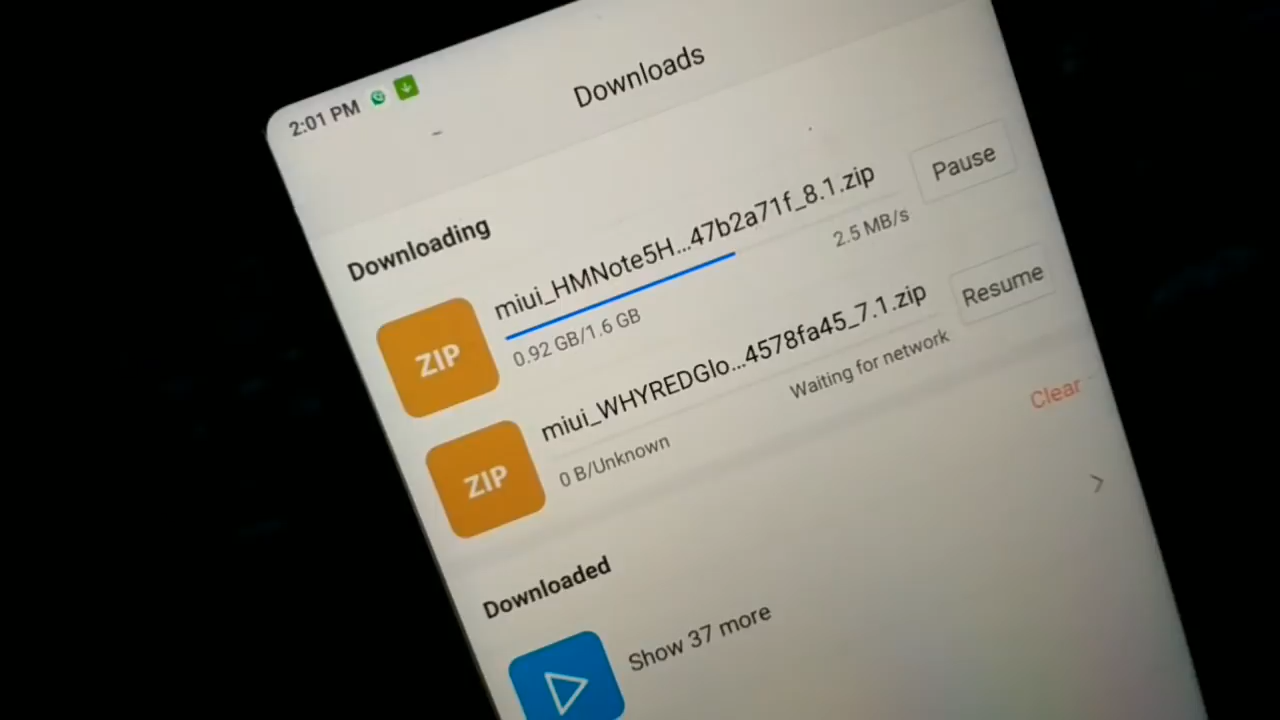 2:01 PM
Downloads
Downloading
ZIP
miui_HMNote5H...47b2a71f_8.1.zip
0.92 GB/1.6 GB
2.5 MB/s
Pause
ZIP
miui_WHYREDGlo...4578fa45_7.1.zip
0 B/Unknown
Waiting for network
Resume
Clear
Downloaded
Show 37 more